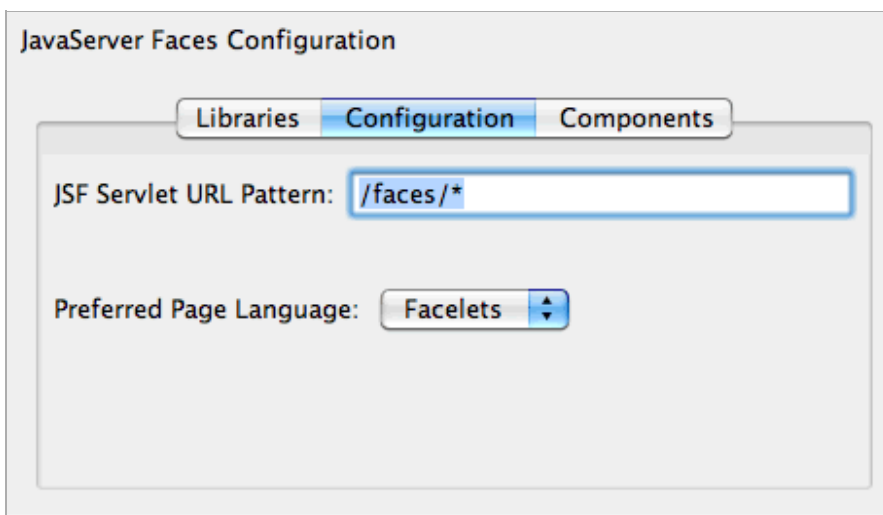 JavaServer Faces Configuration
Libraries Configuration Components
JSF Servlet URL Pattern: /faces/*
Preferred Page Language: Facelets